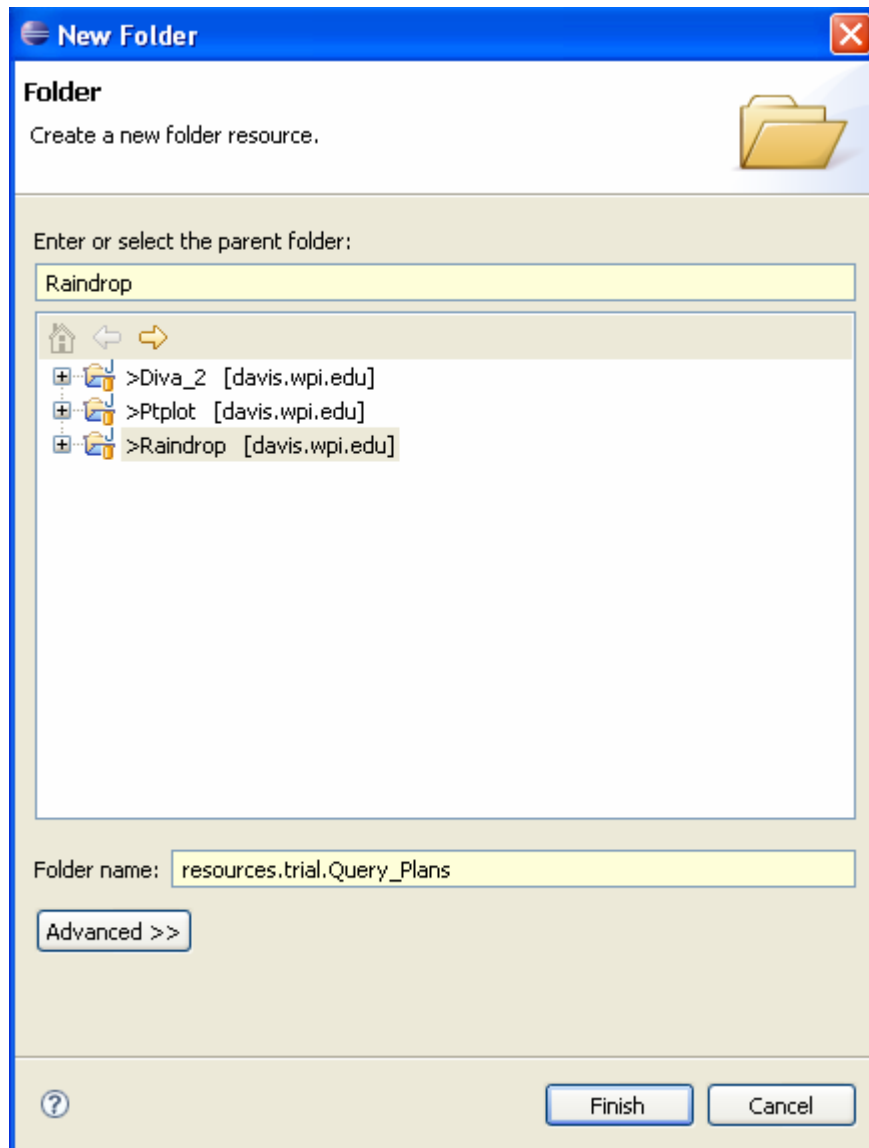 New Folder
Folder
Create a new folder resource.
Enter or select the parent folder:
Raindrop
>Diva_2 [davis.wpi.edu]
>Ptplot [davis.wpi.edu]
>Raindrop [davis.wpi.edu]
Folder name: resources.trial.Query_Plans
Advanced >>
? Finish Cancel